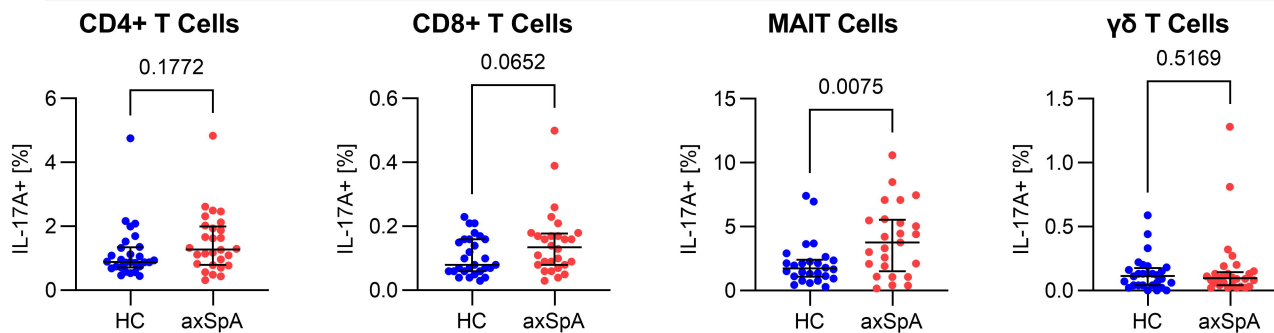 CD4+ T Cells
0.1772
6
4
2
0
IL-17A+ [%]
HC axSpA
CD8+ T Cells
0.0652
0.6
0.4
0.2
0.0
IL-17A+ [%]
HC axSpA
MAIT Cells
0.0075
15
10
5
0
IL-17A+ [%]
HC axSpA
γδ T Cells
0.5169
1.5
1.0
0.5
0.0
IL-17A+ [%]
HC axSpA